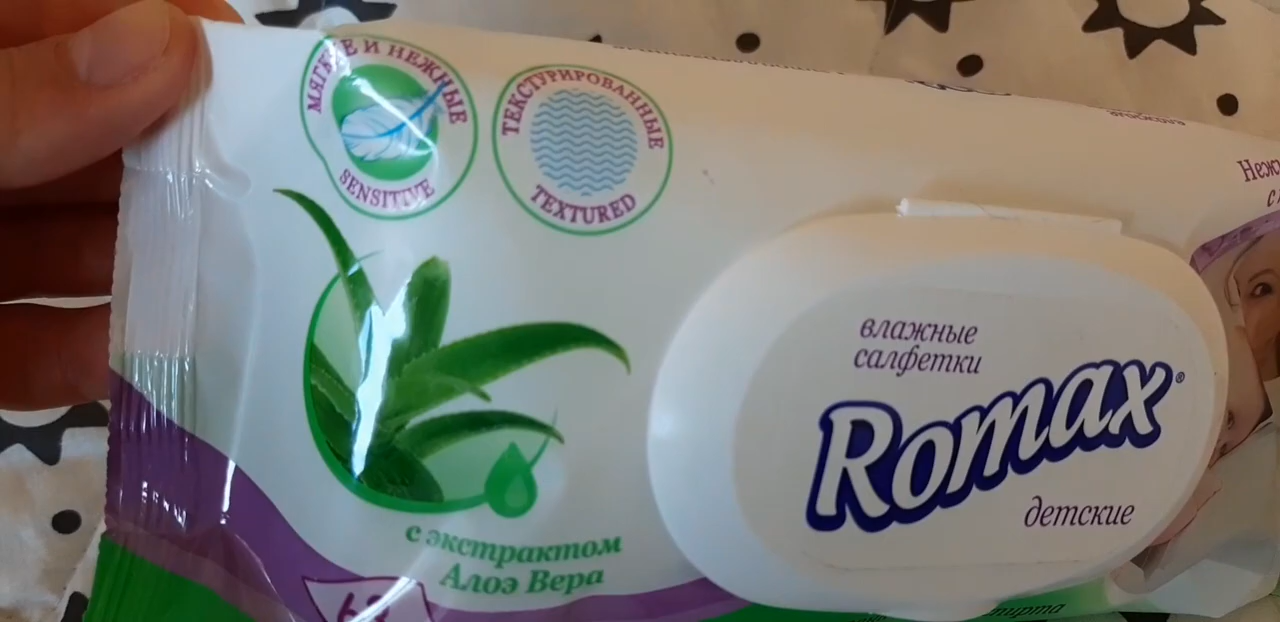 МЯГКИЕ И НЕЖНЫЕ
SENSITIVE
ТЕКСТУРИРОВАННЫЕ
TEXTURED
влажные
салфетки
Romax®
детские
с экстрактом
Алоэ Вера